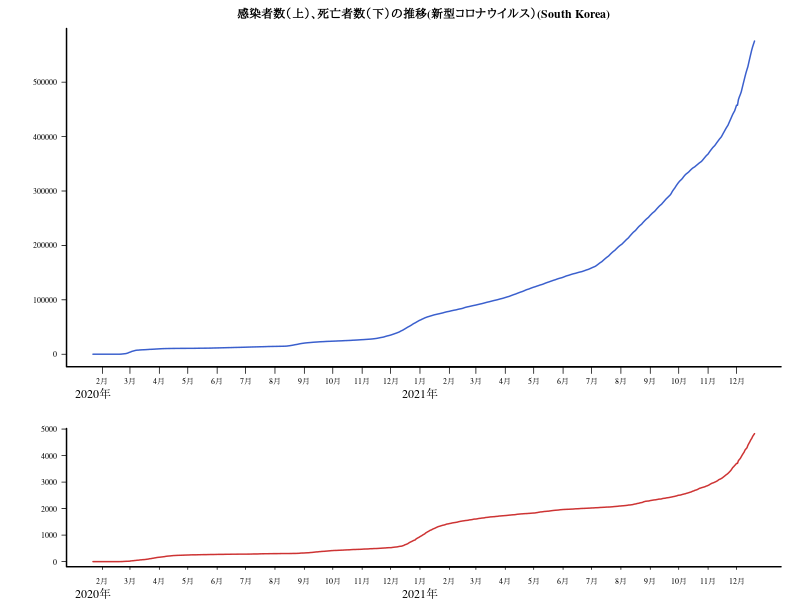 感染者数（上）、死亡者数（下）の推移(新型コロナウイルス）(South Korea)
500000
400000
300000
200000
100000
0
2月 3月 4月 5月 6月 7月 8月 9月 10月 11月 12月 1月 2月 3月 4月 5月 6月 7月 8月 9月 10月 11月 12月
2020年 2021年
5000
4000
3000
2000
1000
0
2月 3月 4月 5月 6月 7月 8月 9月 10月 11月 12月 1月 2月 3月 4月 5月 6月 7月 8月 9月 10月 11月 12月
2020年 2021年